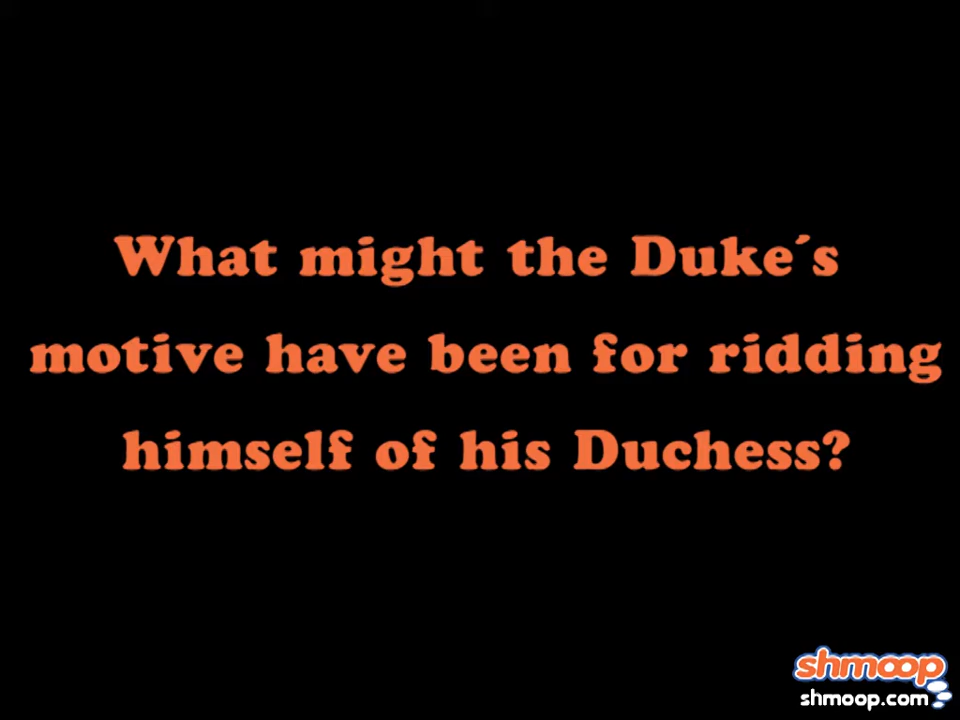 What might the Duke´s
motive have been for ridding
himself of his Duchess?
shmoop
shmoop.com